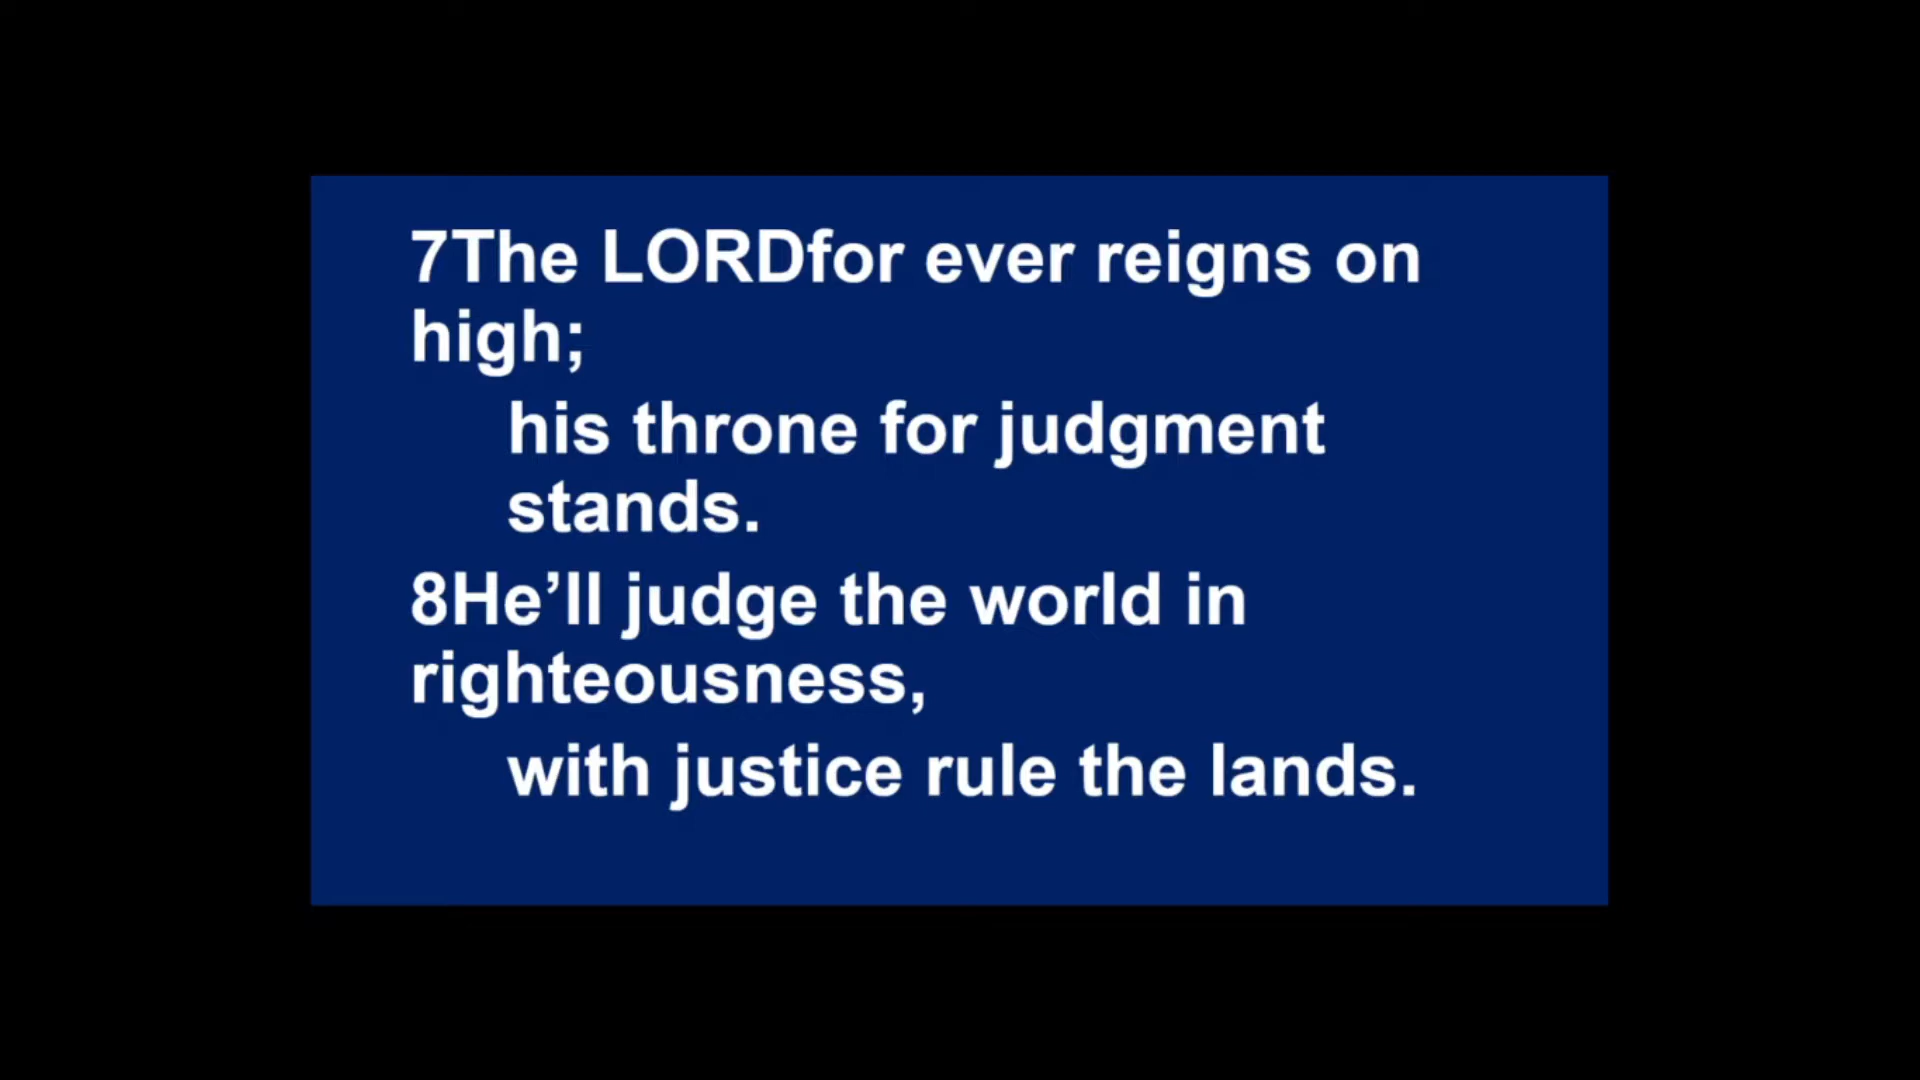 7The LORDfor ever reigns on
high;
his throne for judgment
stands.
8He’ll judge the world in
righteousness,
with justice rule the lands.